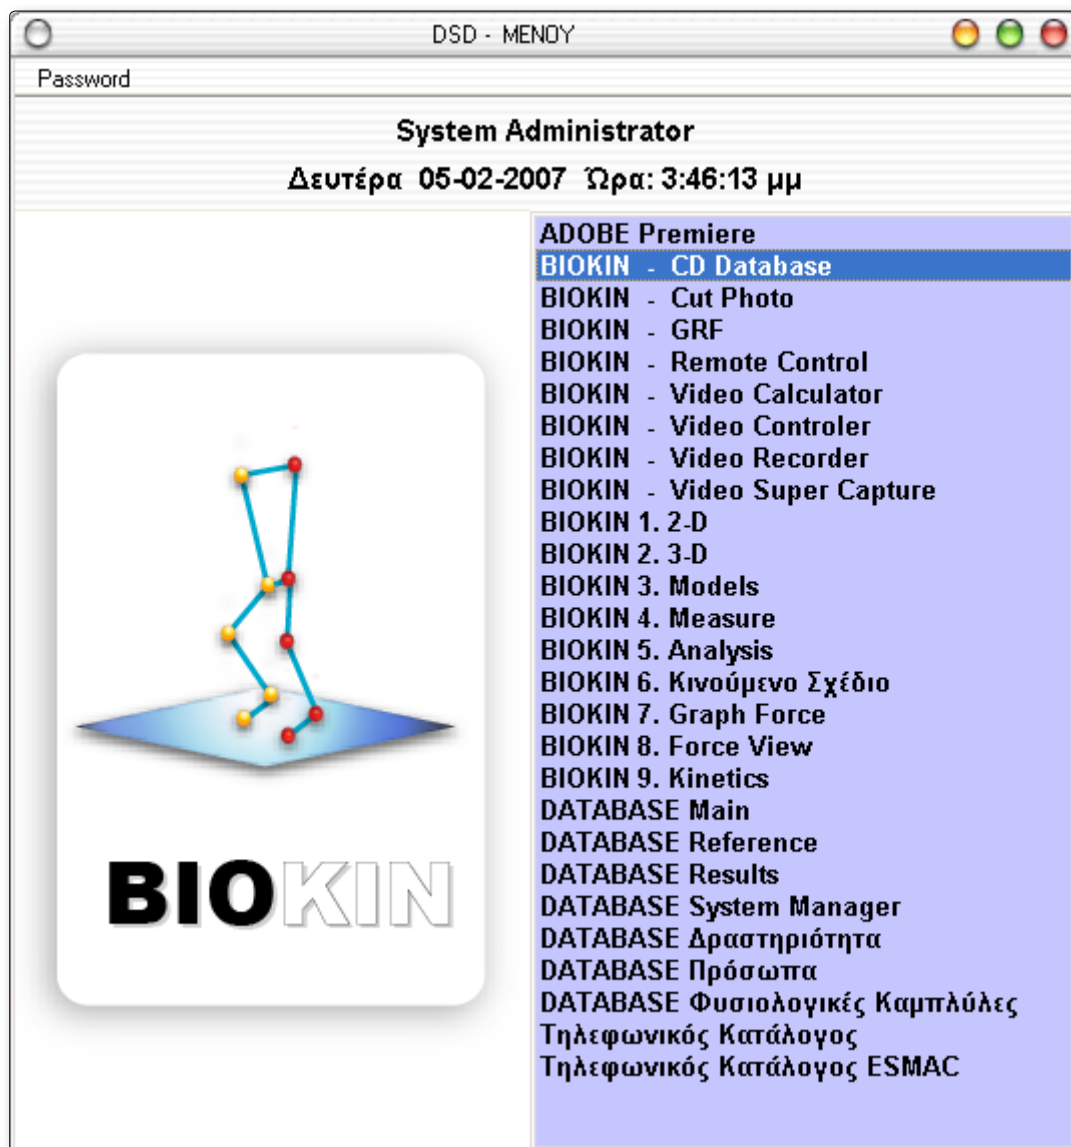 DSD - ΜΕΝΟΥ
Password
System Administrator
Δευτέρα 05-02-2007 Ώρα: 3:46:13 μμ
ADOBE Premiere
BIOKIN - CD Database
BIOKIN - Cut Photo
BIOKIN - GRF
BIOKIN - Remote Control
BIOKIN - Video Calculator
BIOKIN - Video Controler
BIOKIN - Video Recorder
BIOKIN - Video Super Capture
BIOKIN 1. 2-D
BIOKIN 2. 3-D
BIOKIN 3. Models
BIOKIN 4. Measure
BIOKIN 5. Analysis
BIOKIN 6. Κινούμενο Σχέδιο
BIOKIN 7. Graph Force
BIOKIN 8. Force View
BIOKIN 9. Kinetics
DATABASE Main
DATABASE Reference
DATABASE Results
DATABASE System Manager
DATABASE Δραστηριότητα
DATABASE Πρόσωπα
DATABASE Φυσιολογικές Καμπλύλες
Τηλεφωνικός Κατάλογος
Τηλεφωνικός Κατάλογος ESMAC
BIOKIN